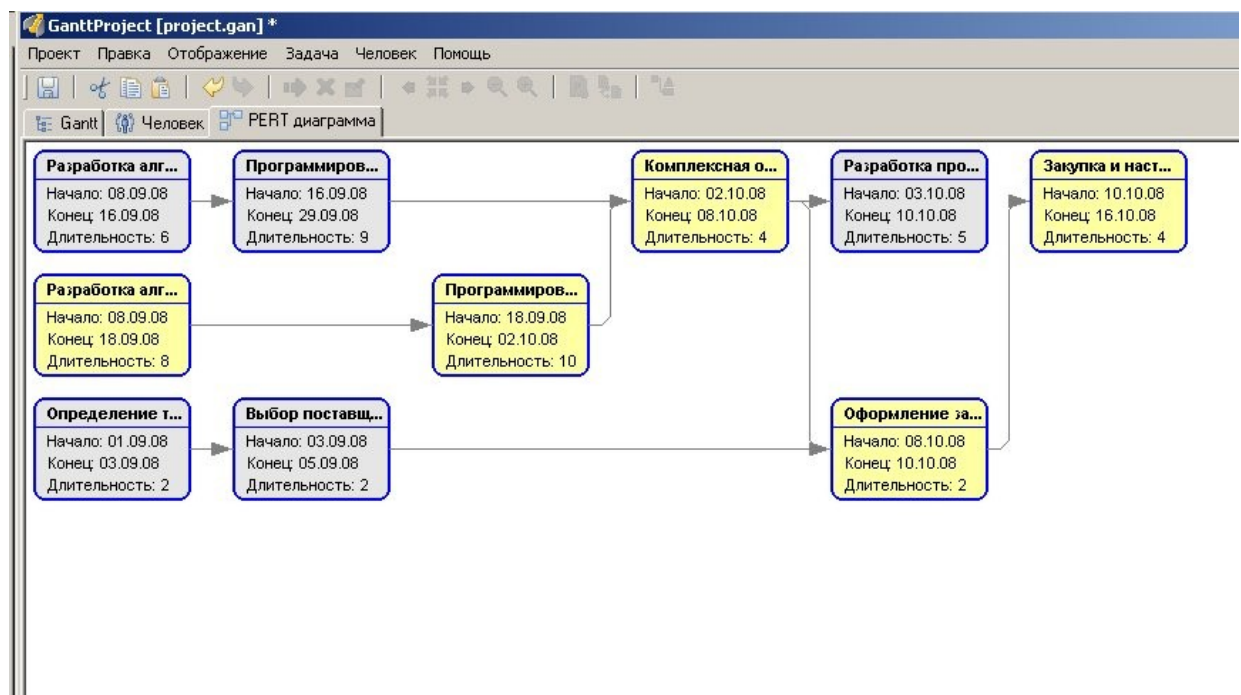 GanttProject [project.gan] *
Проект Правка Отображение Задача Человек Помощь
Gantt Человек PERT диаграмма
Разработка алг...
Начало: 08.09.08
Конец: 16.09.08
Длительность: 6
Программиров...
Начало: 16.09.08
Конец: 29.09.08
Длительность: 9
Комплексная о...
Начало: 02.10.08
Конец: 08.10.08
Длительность: 4
Разработка про...
Начало: 03.10.08
Конец: 10.10.08
Длительность: 5
Закупка и наст...
Начало: 10.10.08
Конец: 16.10.08
Длительность: 4
Разработка алг...
Начало: 08.09.08
Конец: 18.09.08
Длительность: 8
Программиров...
Начало: 18.09.08
Конец: 02.10.08
Длительность: 10
Определение т...
Начало: 01.09.08
Конец: 03.09.08
Длительность: 2
Выбор поставщ...
Начало: 03.09.08
Конец: 05.09.08
Длительность: 2
Оформление за...
Начало: 08.10.08
Конец: 10.10.08
Длительность: 2